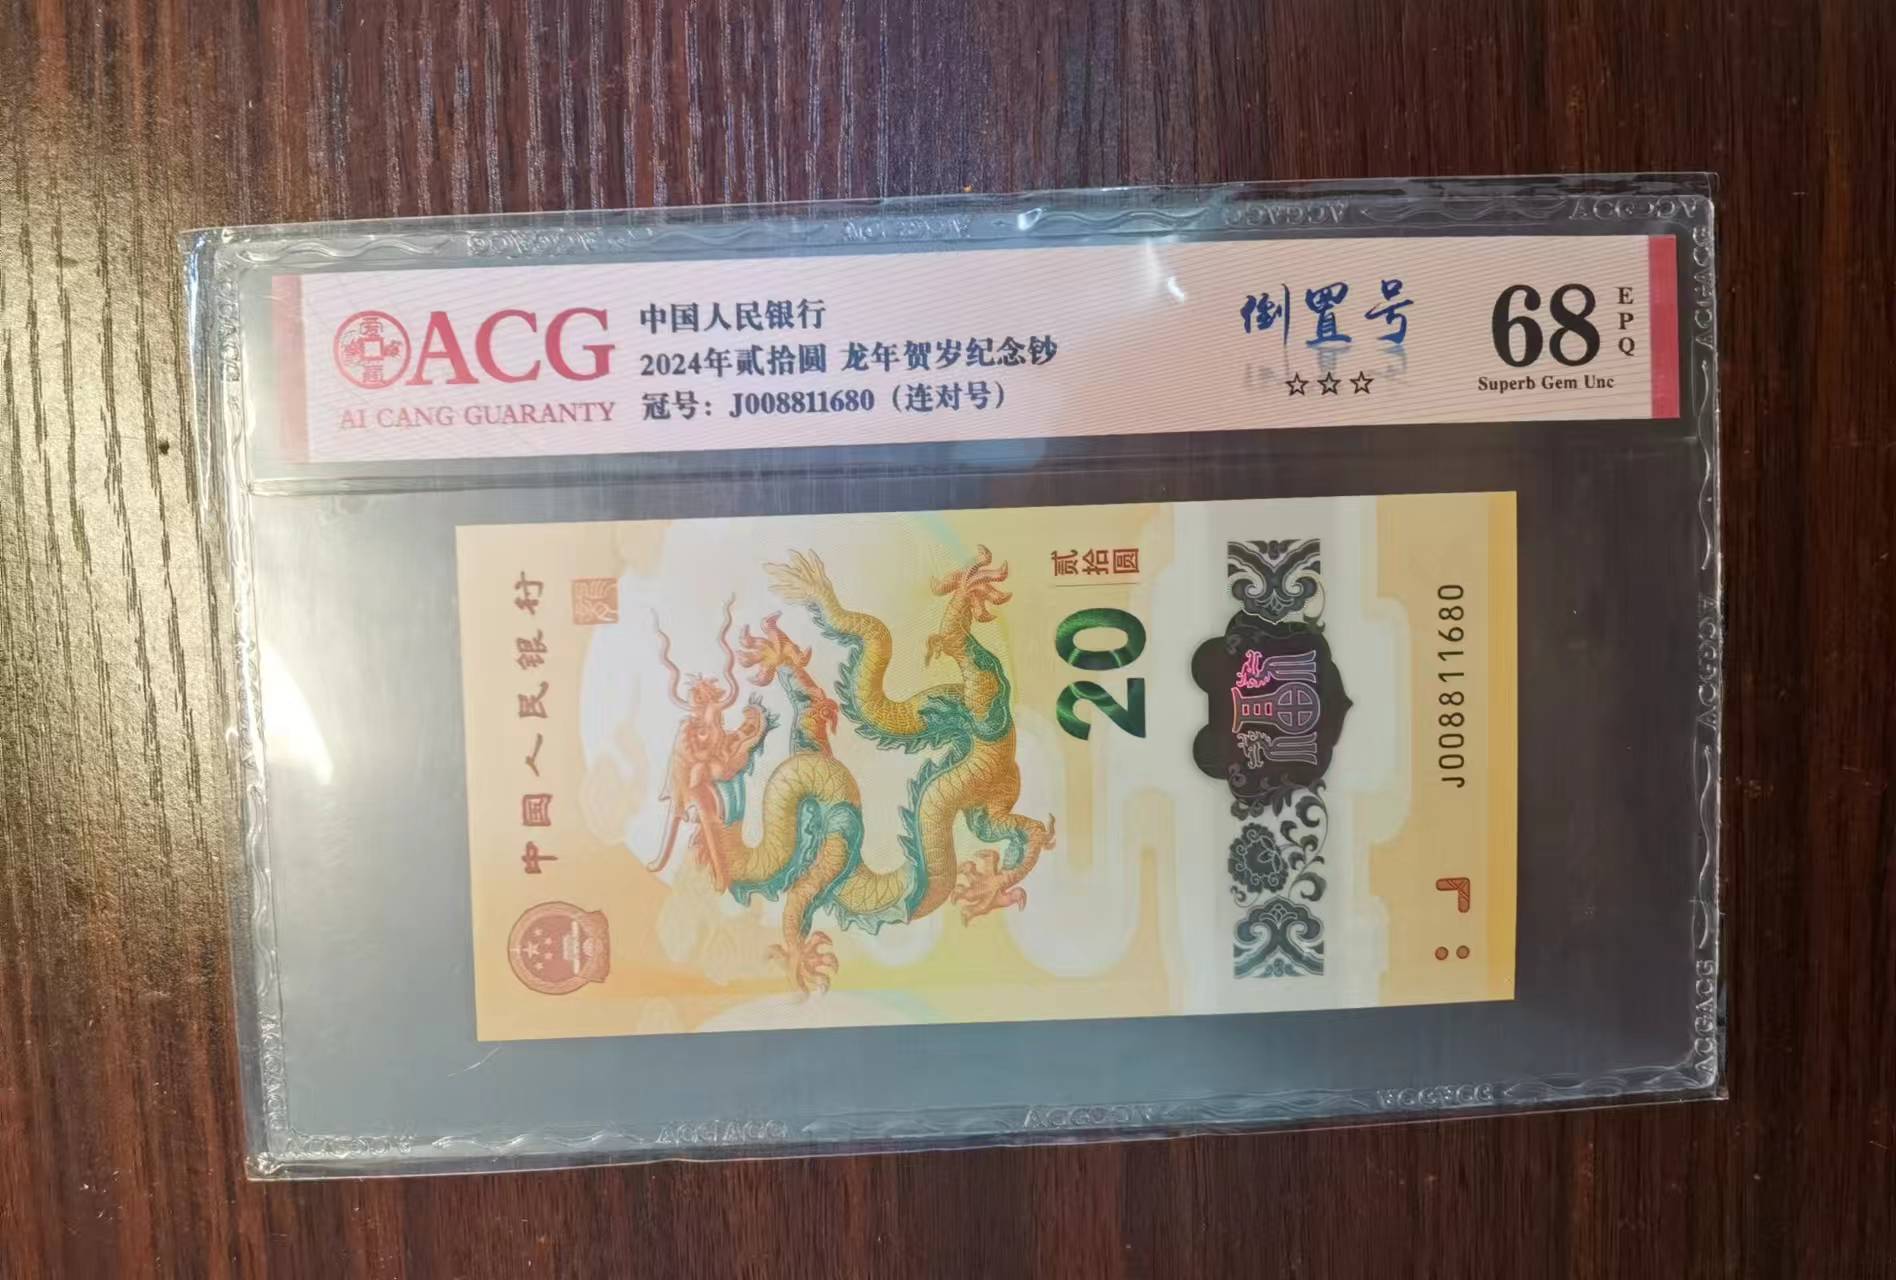 ACG
AI CANG GUARANTY
中国人民银行
2024年贰拾圆 龙年贺岁纪念钞
冠号：J008811680（连对号）
倒置号
☆☆☆
68
EPQ
Superb Gem Unc
中国人民银行
贰拾圆
20
J008811680